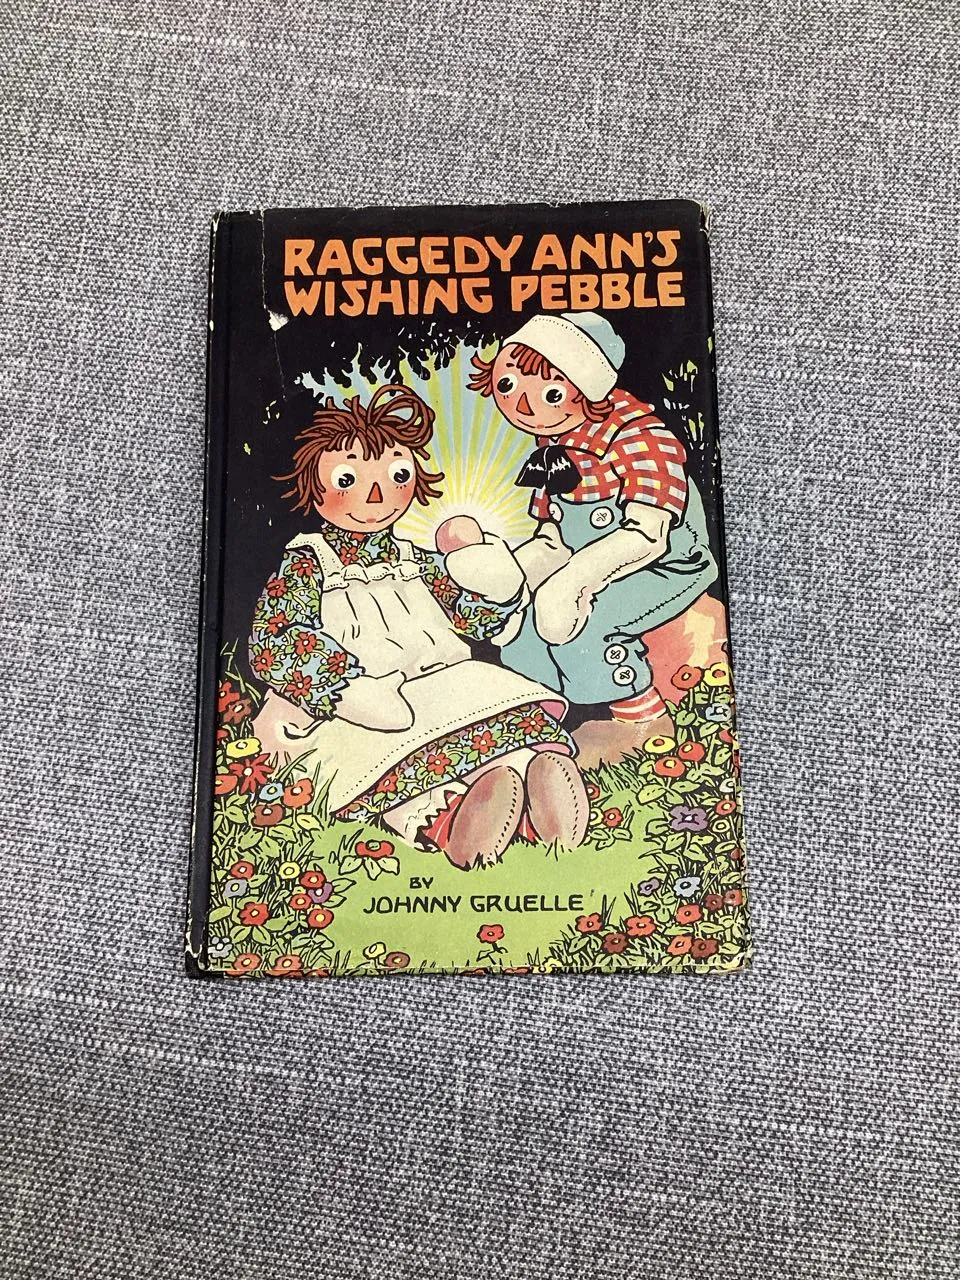 RAGGEDY ANN'S
WISHING PEBBLE
BY
JOHNNY GRUELLE